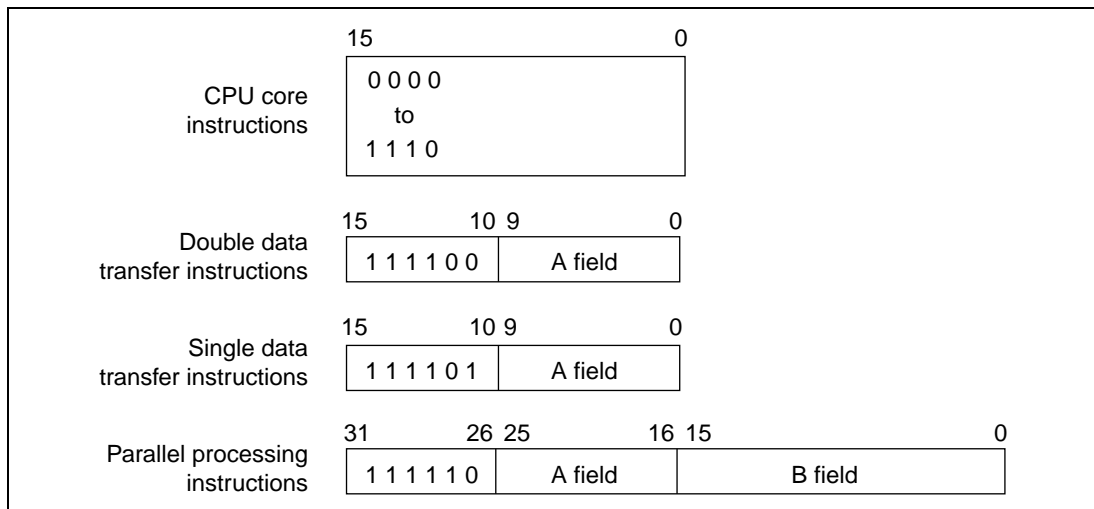 15 0
CPU core
instructions
0 0 0 0
to
1 1 1 0
15 10 9 0
Double data
transfer instructions
1 1 1 1 0 0 A field
15 10 9 0
Single data
transfer instructions
1 1 1 1 0 1 A field
31 26 25 16 15 0
Parallel processing
instructions
1 1 1 1 1 0 A field B field